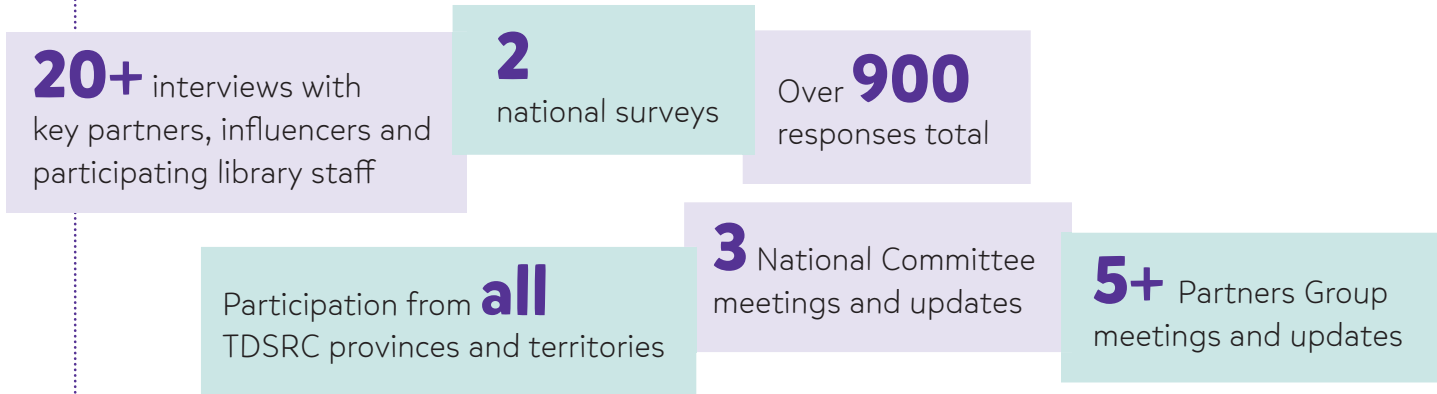 20+ interviews with
key partners, influencers and
participating library staff
2
national surveys
Over 900
responses total
Participation from all
TDSRC provinces and territories
3 National Committee
meetings and updates
5+ Partners Group
meetings and updates